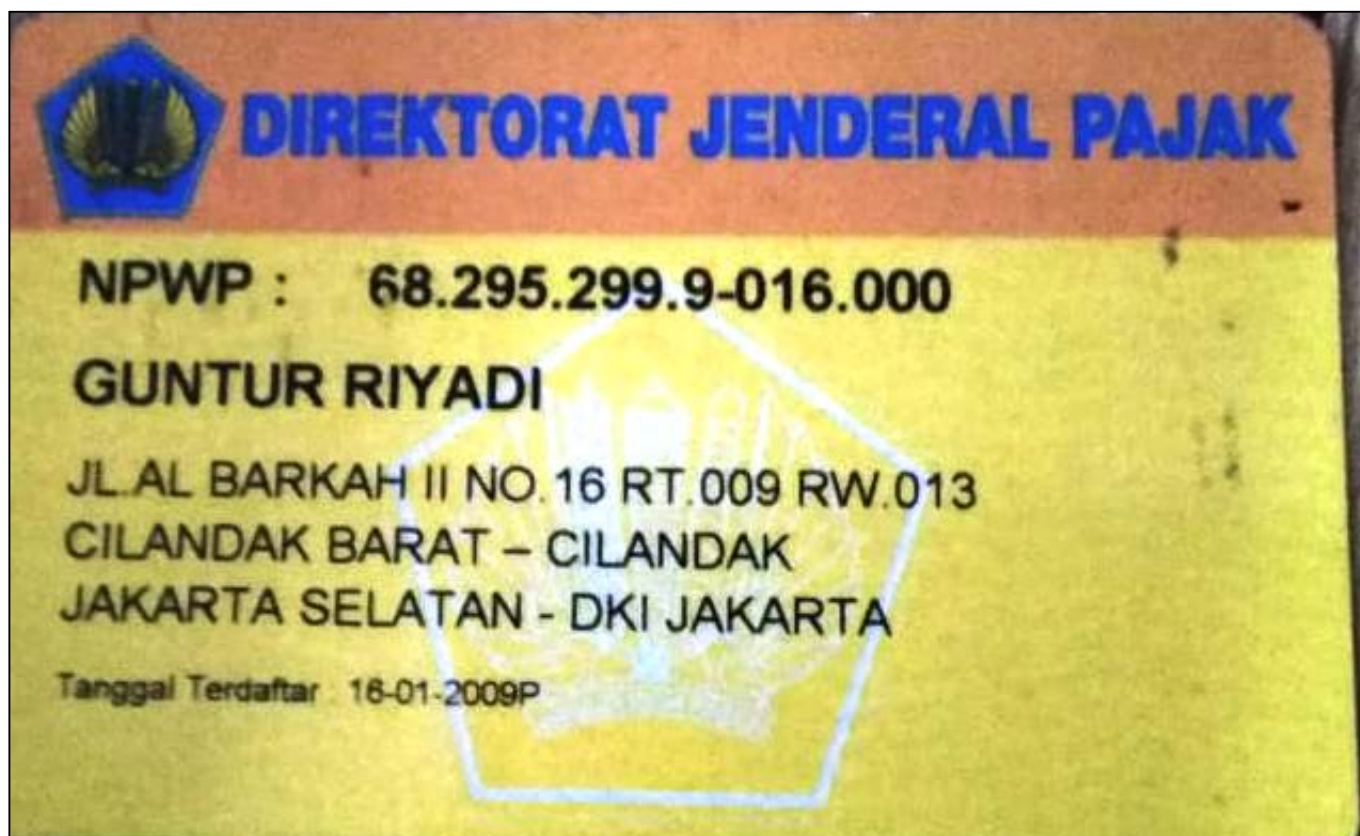 DIREKTORAT JENDERAL PAJAK
NPWP : 68.295.299.9-016.000
GUNTUR RIYADI
JL.AL BARKAH II NO.16 RT.009 RW.013
CILANDAK BARAT – CILANDAK
JAKARTA SELATAN - DKI JAKARTA
Tanggal Terdaftar : 16-01-2009P